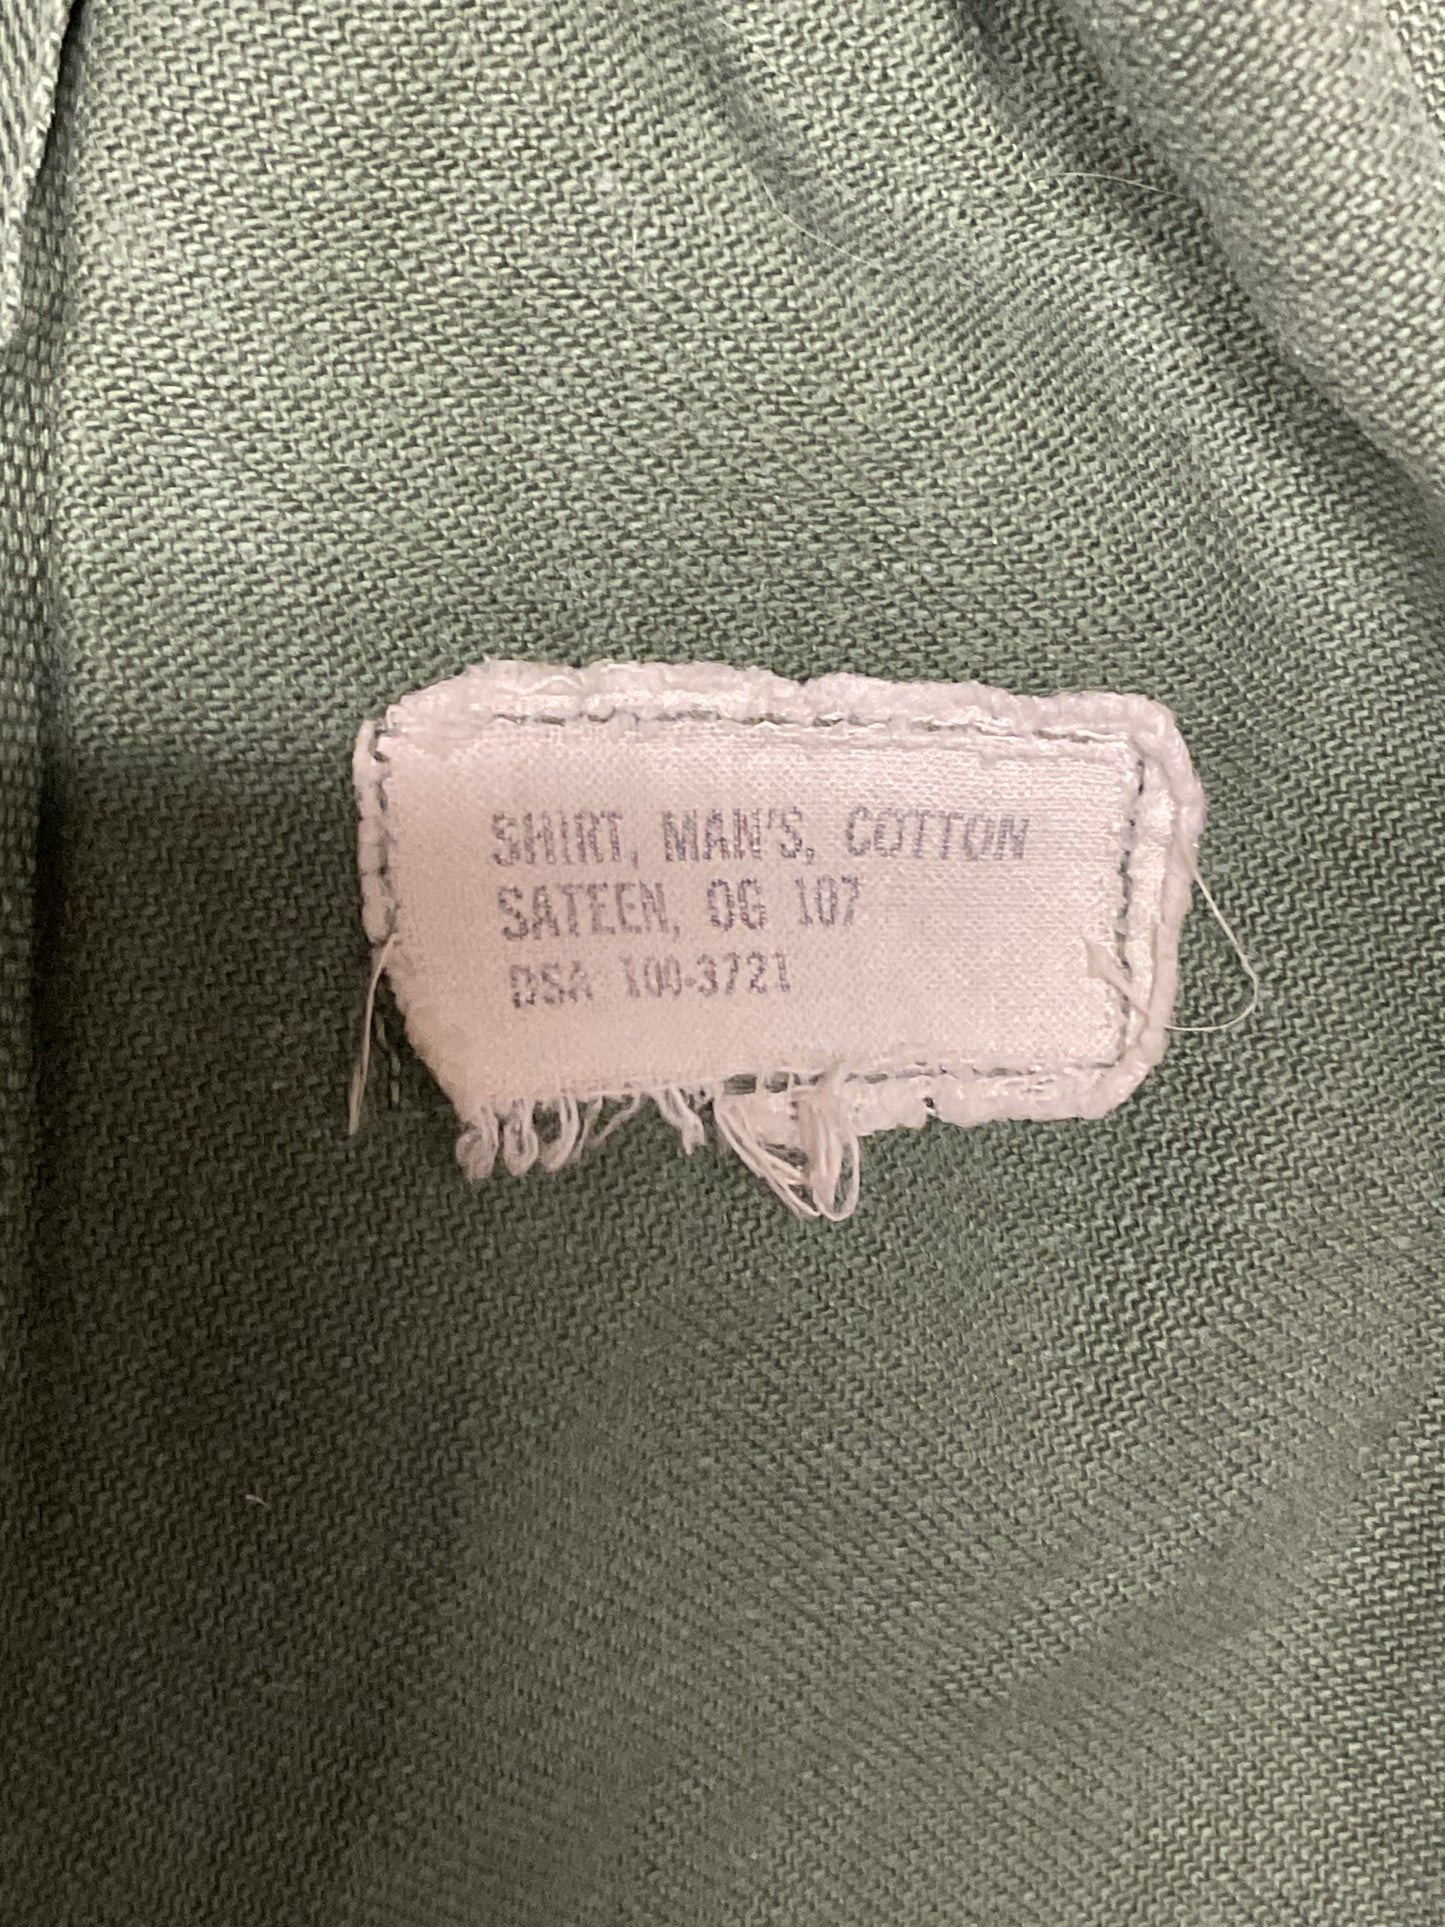 SHIRT, MAN'S, COTTON
SATEEN, OG 107
DSA 100-3721